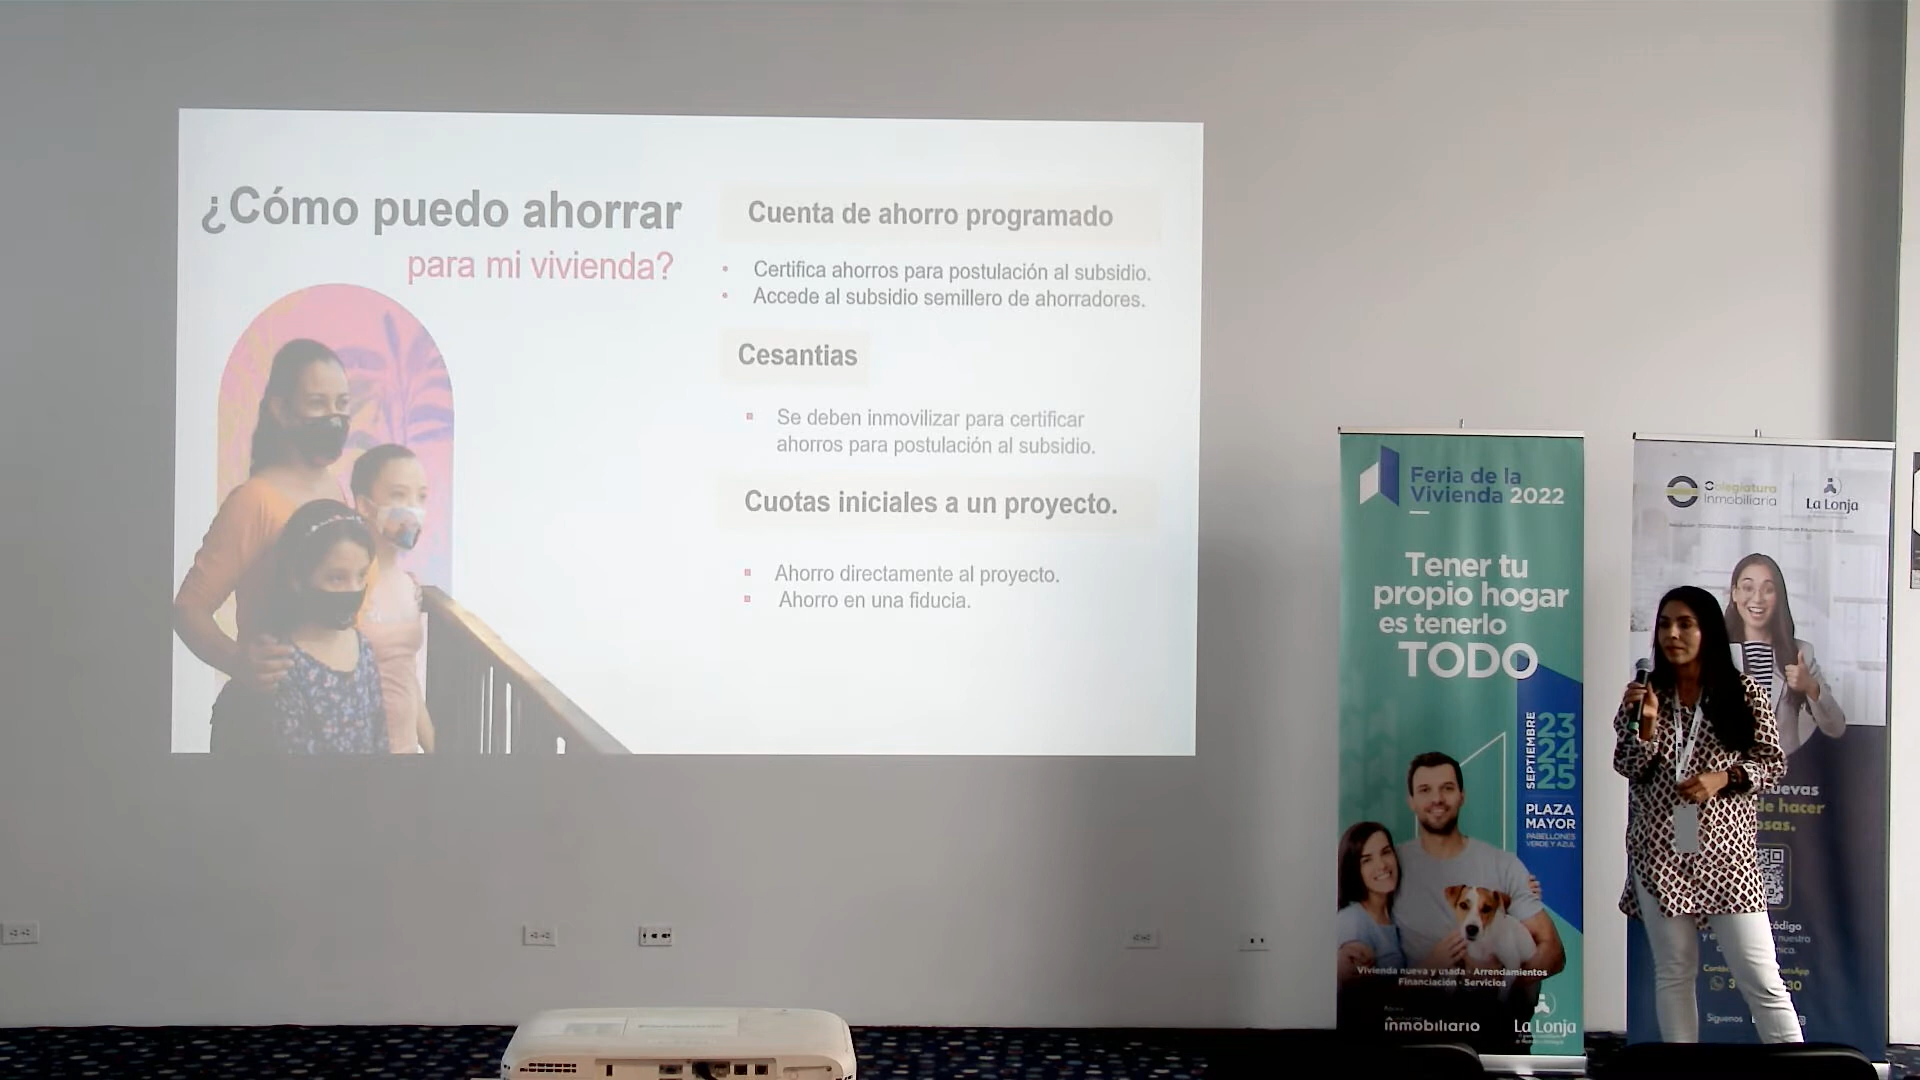 ¿Cómo puedo ahorrar
para mi vivienda?
Cuenta de ahorro programado
Certifica ahorros para postulación al subsidio.
Accede al subsidio semillero de ahorradores.
Cesantias
Se deben inmovilizar para certificar
ahorros para postulación al subsidio.
Cuotas iniciales a un proyecto.
Ahorro directamente al proyecto.
Ahorro en una fiducia.
Feria de la
Vivienda 2022
Tener tu
propio hogar
es tenerlo
TODO
SEPTIEMBRE
23
24
25
PLAZA
MAYOR
PABELLONES
VERDE Y AZUL
Vivienda nueva y usada - Arrendamientos
Financiación - Servicios
inmobiliario
La Lonja
Colegiatura
Inmobiliaria
La Lonja
de hacer
código
nuestra
Síguenos